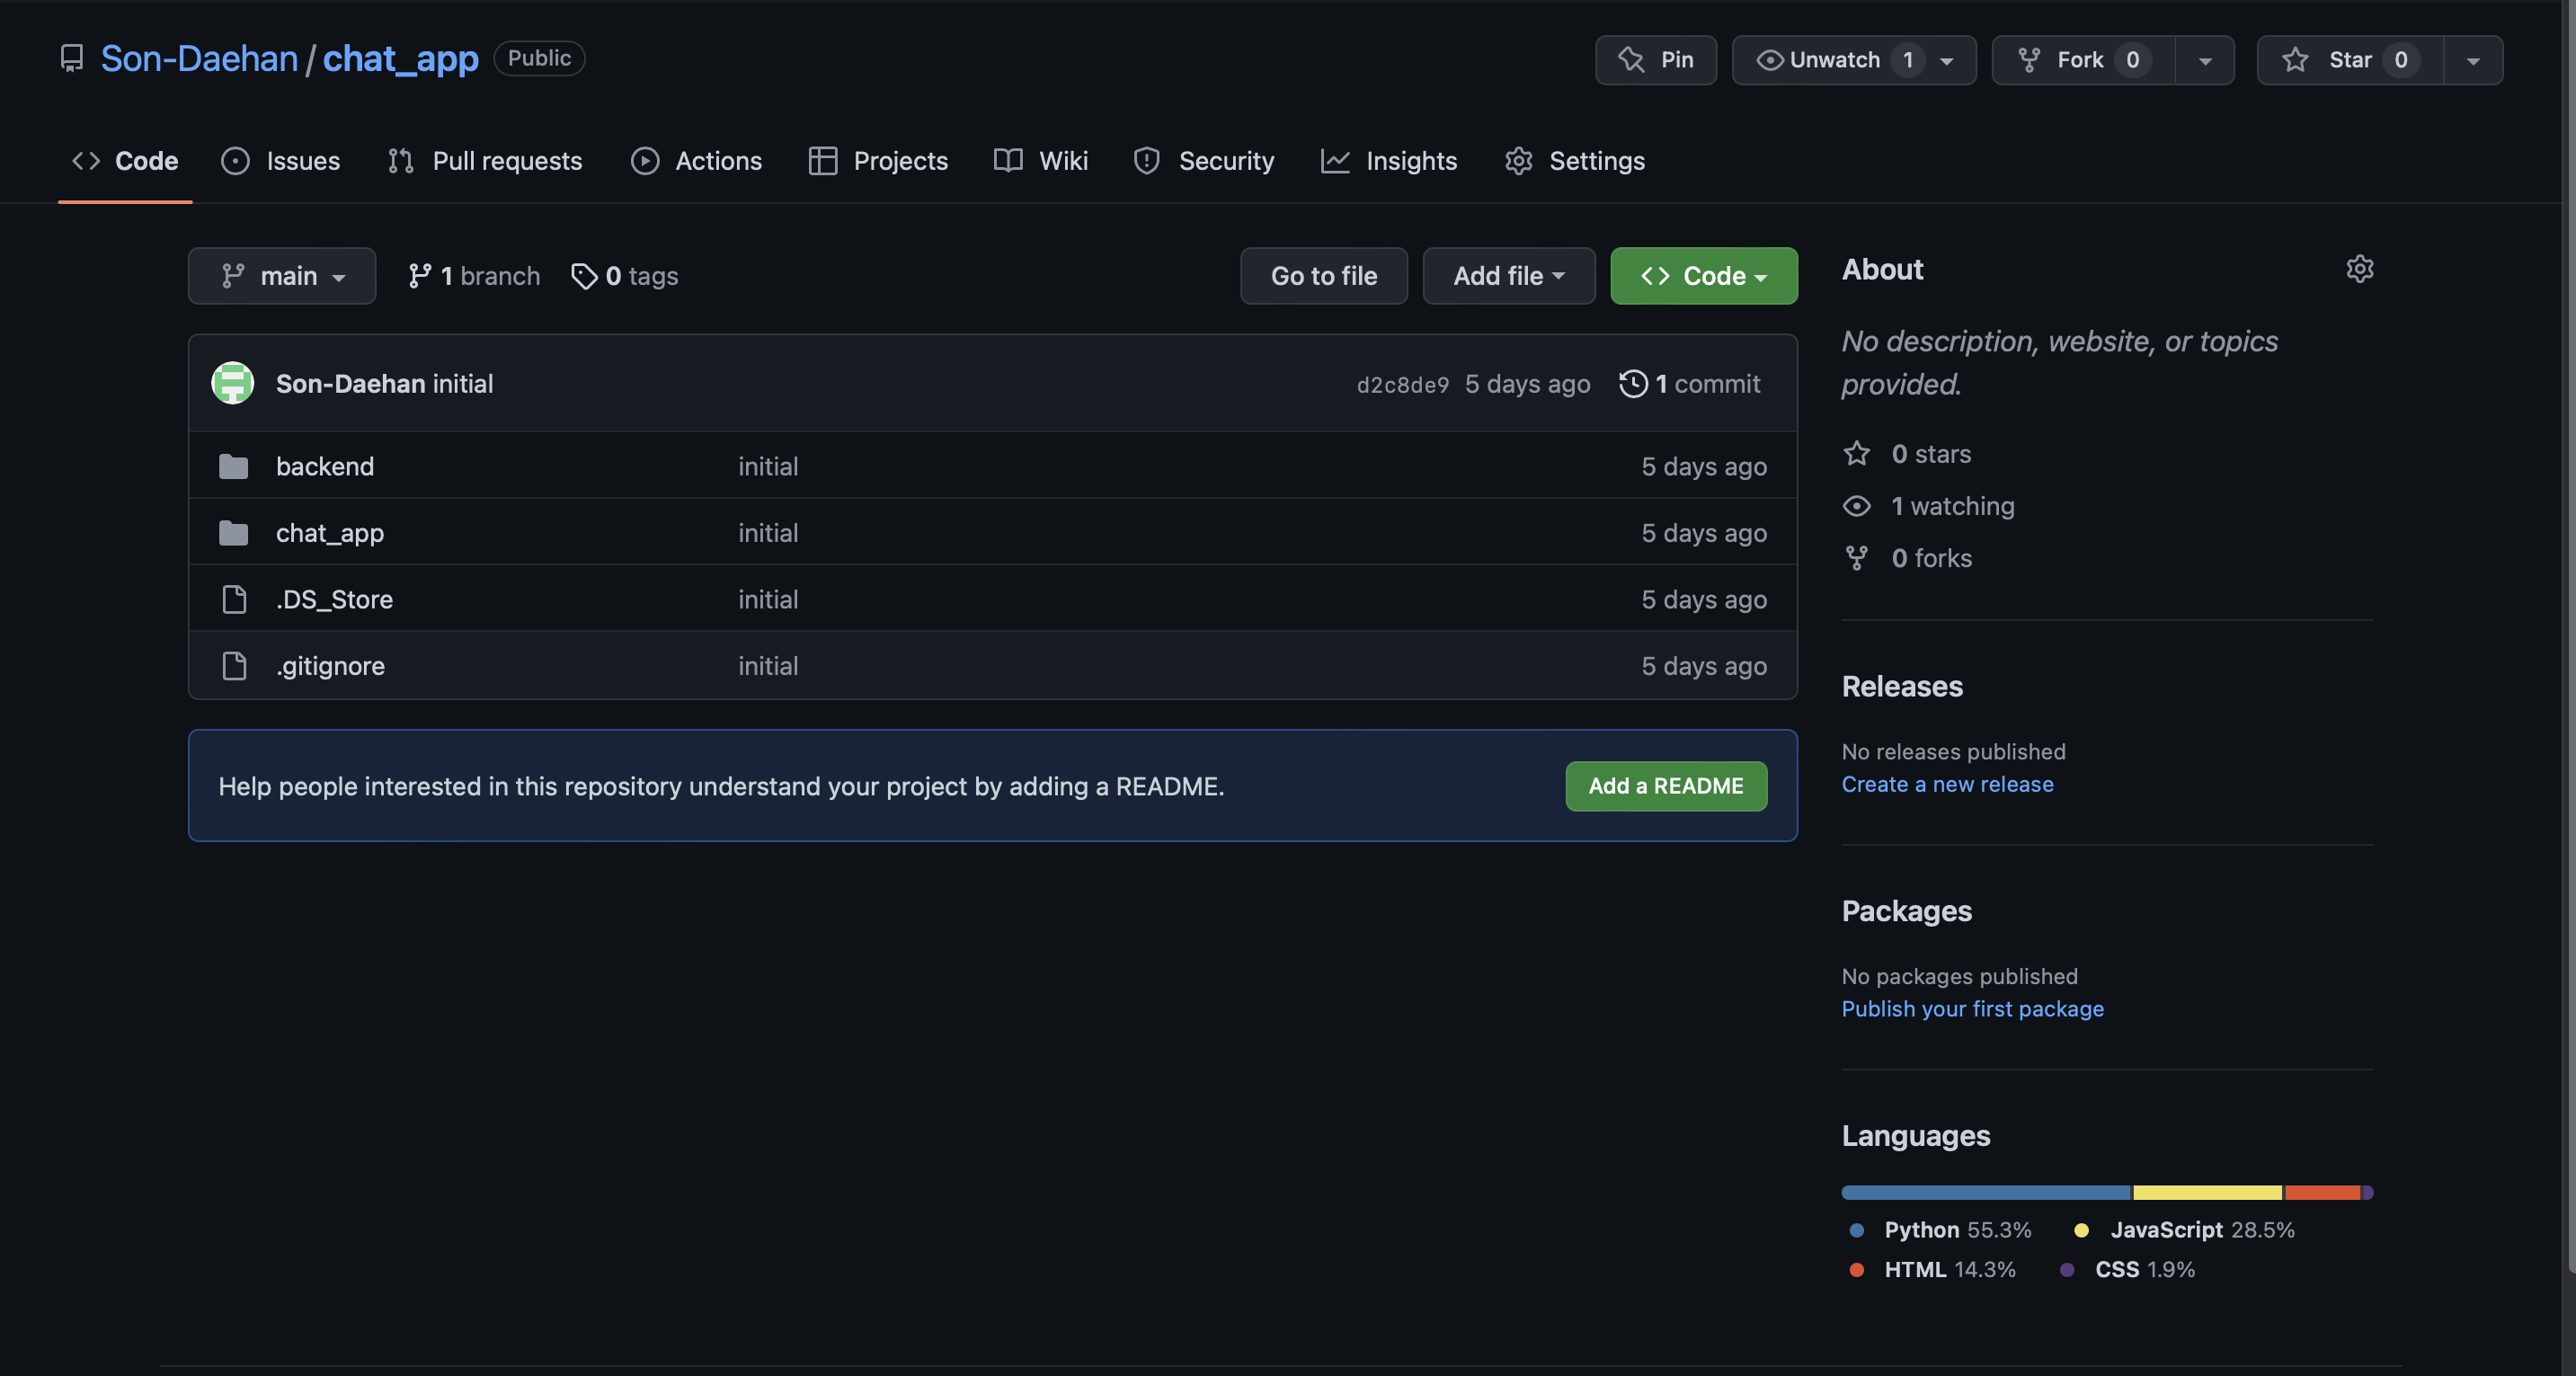 Son-Daehan / chat_app Public
Pin
Unwatch 1
Fork 0
Star 0
Code
Issues
Pull requests
Actions
Projects
Wiki
Security
Insights
Settings
main
1 branch
0 tags
Go to file
Add file
Code
Son-Daehan initial
d2c8de9 5 days ago
1 commit
backend initial 5 days ago
chat_app initial 5 days ago
.DS_Store initial 5 days ago
.gitignore initial 5 days ago
Help people interested in this repository understand your project by adding a README.
Add a README
About
No description, website, or topics
provided.
0 stars
1 watching
0 forks
Releases
No releases published
Create a new release
Packages
No packages published
Publish your first package
Languages
Python 55.3%
JavaScript 28.5%
HTML 14.3%
CSS 1.9%